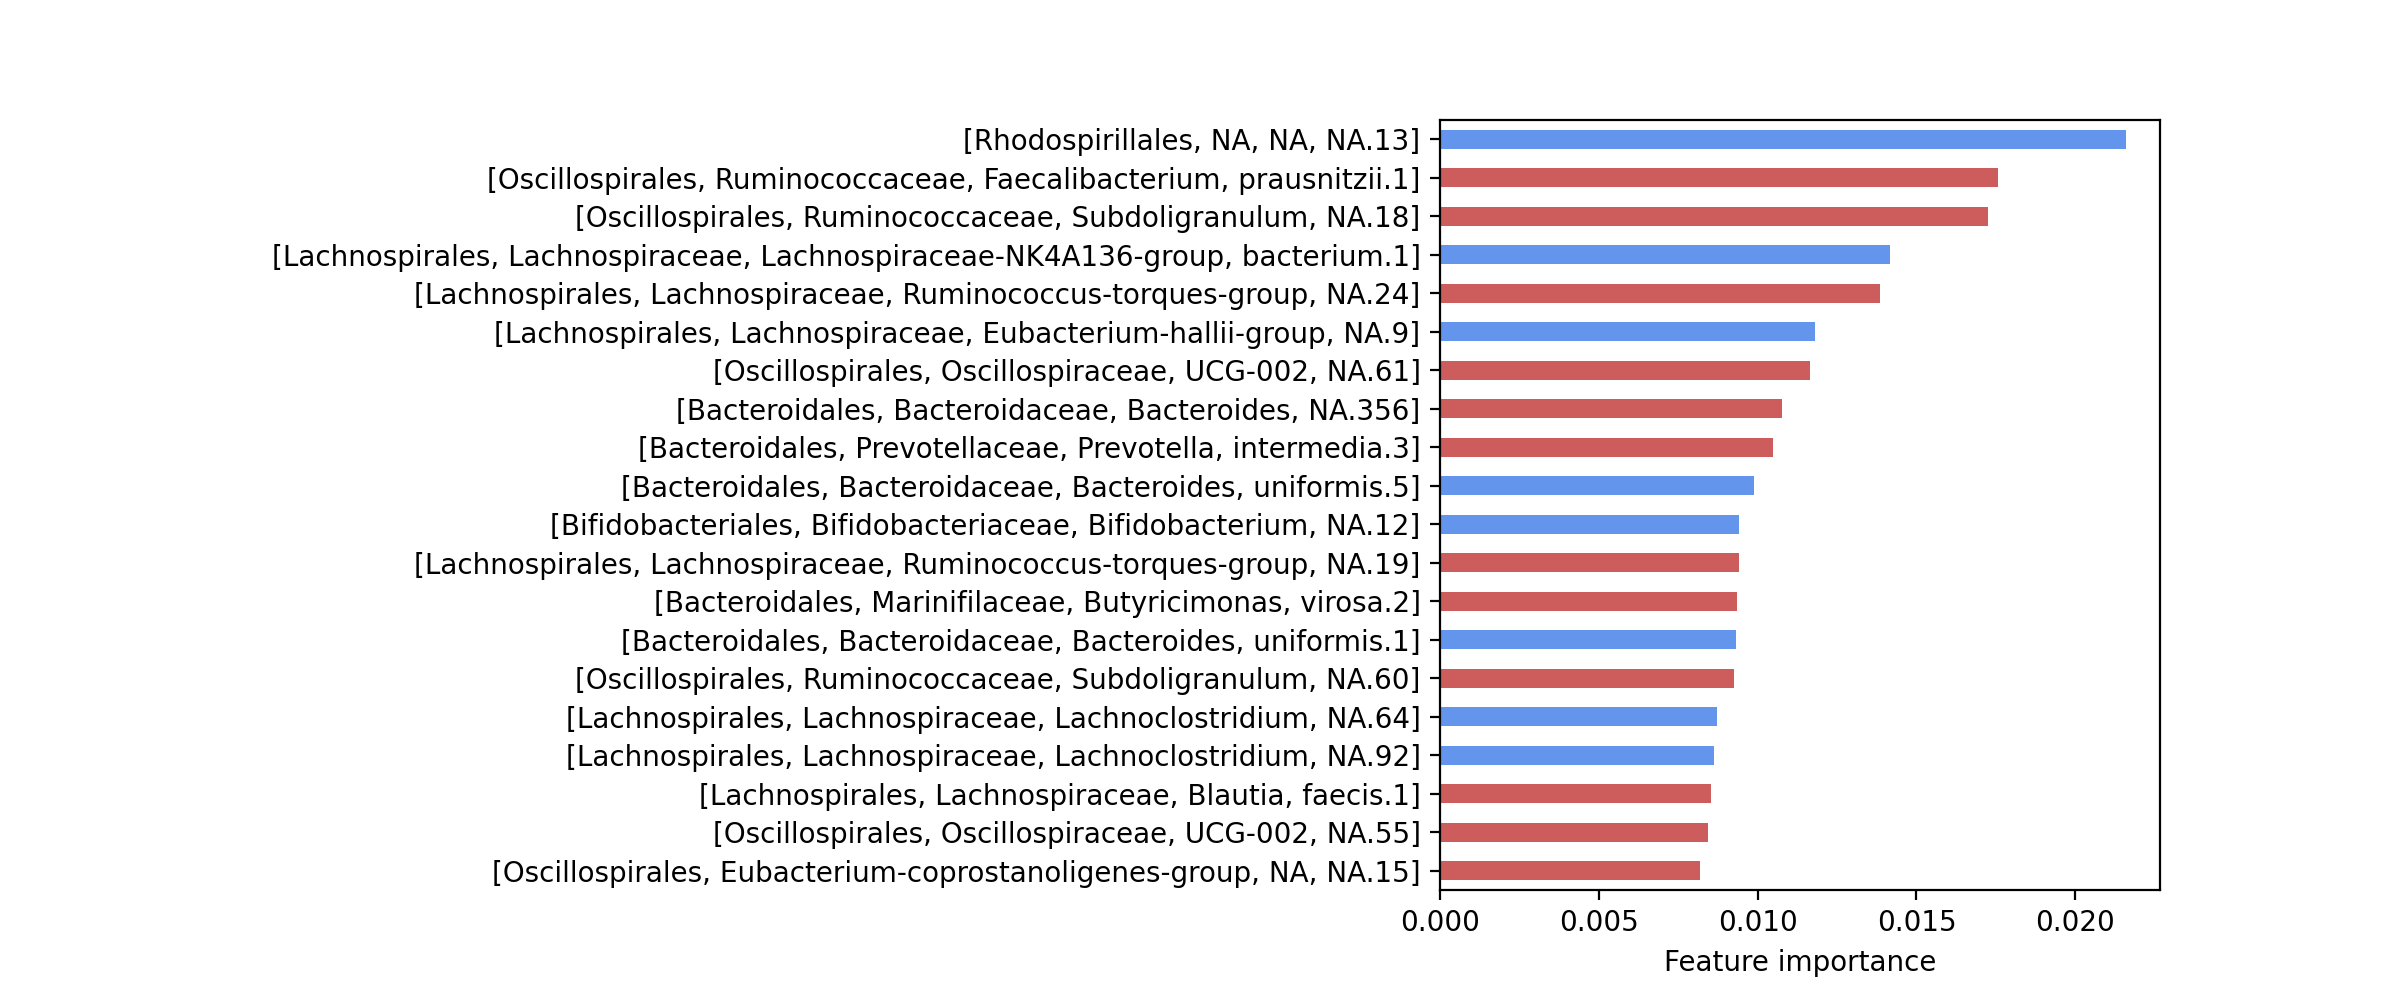 [Rhodospirillales, NA, NA, NA.13]
[Oscillospirales, Ruminococcaceae, Faecalibacterium, prausnitzii.1]
[Oscillospirales, Ruminococcaceae, Subdoligranulum, NA.18]
[Lachnospirales, Lachnospiraceae, Lachnospiraceae-NK4A136-group, bacterium.1]
[Lachnospirales, Lachnospiraceae, Ruminococcus-torques-group, NA.24]
[Lachnospirales, Lachnospiraceae, Eubacterium-hallii-group, NA.9]
[Oscillospirales, Oscillospiraceae, UCG-002, NA.61]
[Bacteroidales, Bacteroidaceae, Bacteroides, NA.356]
[Bacteroidales, Prevotellaceae, Prevotella, intermedia.3]
[Bacteroidales, Bacteroidaceae, Bacteroides, uniformis.5]
[Bifidobacteriales, Bifidobacteriaceae, Bifidobacterium, NA.12]
[Lachnospirales, Lachnospiraceae, Ruminococcus-torques-group, NA.19]
[Bacteroidales, Marinifilaceae, Butyricimonas, virosa.2]
[Bacteroidales, Bacteroidaceae, Bacteroides, uniformis.1]
[Oscillospirales, Ruminococcaceae, Subdoligranulum, NA.60]
[Lachnospirales, Lachnospiraceae, Lachnoclostridium, NA.64]
[Lachnospirales, Lachnospiraceae, Lachnoclostridium, NA.92]
[Lachnospirales, Lachnospiraceae, Blautia, faecis.1]
[Oscillospirales, Oscillospiraceae, UCG-002, NA.55]
[Oscillospirales, Eubacterium-coprostanoligenes-group, NA, NA.15]
0.000 0.005 0.010 0.015 0.020
Feature importance